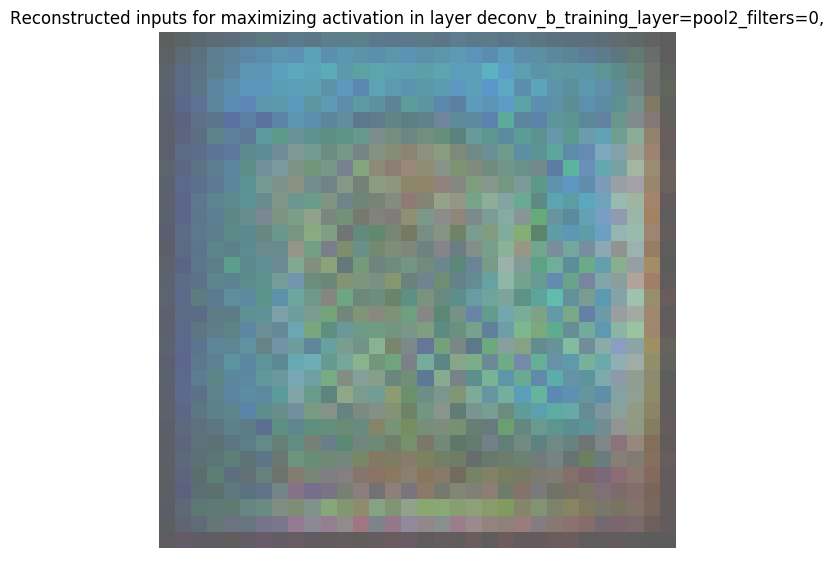 Reconstructed inputs for maximizing activation in layer deconv_b_training_layer=pool2_filters=0,